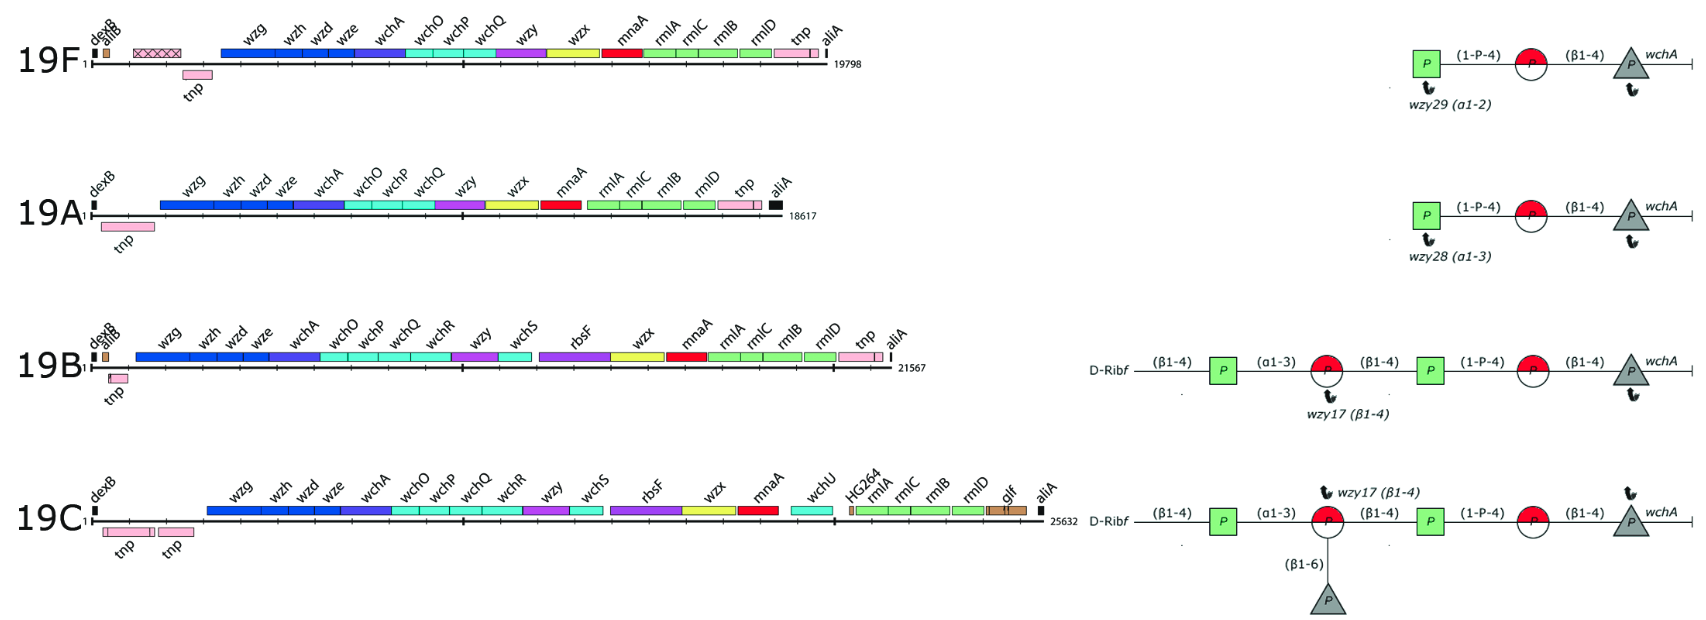 dexB aliB wzg wzh wzd wze wchA wchO wchP wchQ wzy wzx mnaA rmlA rmlC rmlB rmlD tnp aliA
19F 1 19798
tnp
P (1-P-4) P (β1-4) P wchA
wzy29 (α1-2)
dexB wzg wzh wzd wze wchA wchO wchP wchQ wzy wzx mnaA rmlA rmlC rmlB rmlD tnp aliA
19A 1 18617
tnp
P (1-P-4) P (β1-4) P wchA
wzy28 (α1-3)
dexB aliB wzg wzh wzd wze wchA wchO wchP wchQ wchR wzy wchS rbsF wzx mnaA rmlA rmlC rmlB rmlD tnp aliA
19B 1 21567
tnp
D-Ribf (β1-4) P (α1-3) P (β1-4) P (1-P-4) P (β1-4) P wchA
wzy17 (β1-4)
dexB wzg wzh wzd wze wchA wchO wchP wchQ wchR wzy wchS rbsF wzx mnaA wchU HG264 rmlA rmlC rmlB rmlD glf aliA
19C 1 25632
tnp tnp
wzy17 (β1-4)
D-Ribf (β1-4) P (α1-3) P (β1-4) P (1-P-4) P (β1-4) P wchA
(β1-6)
P